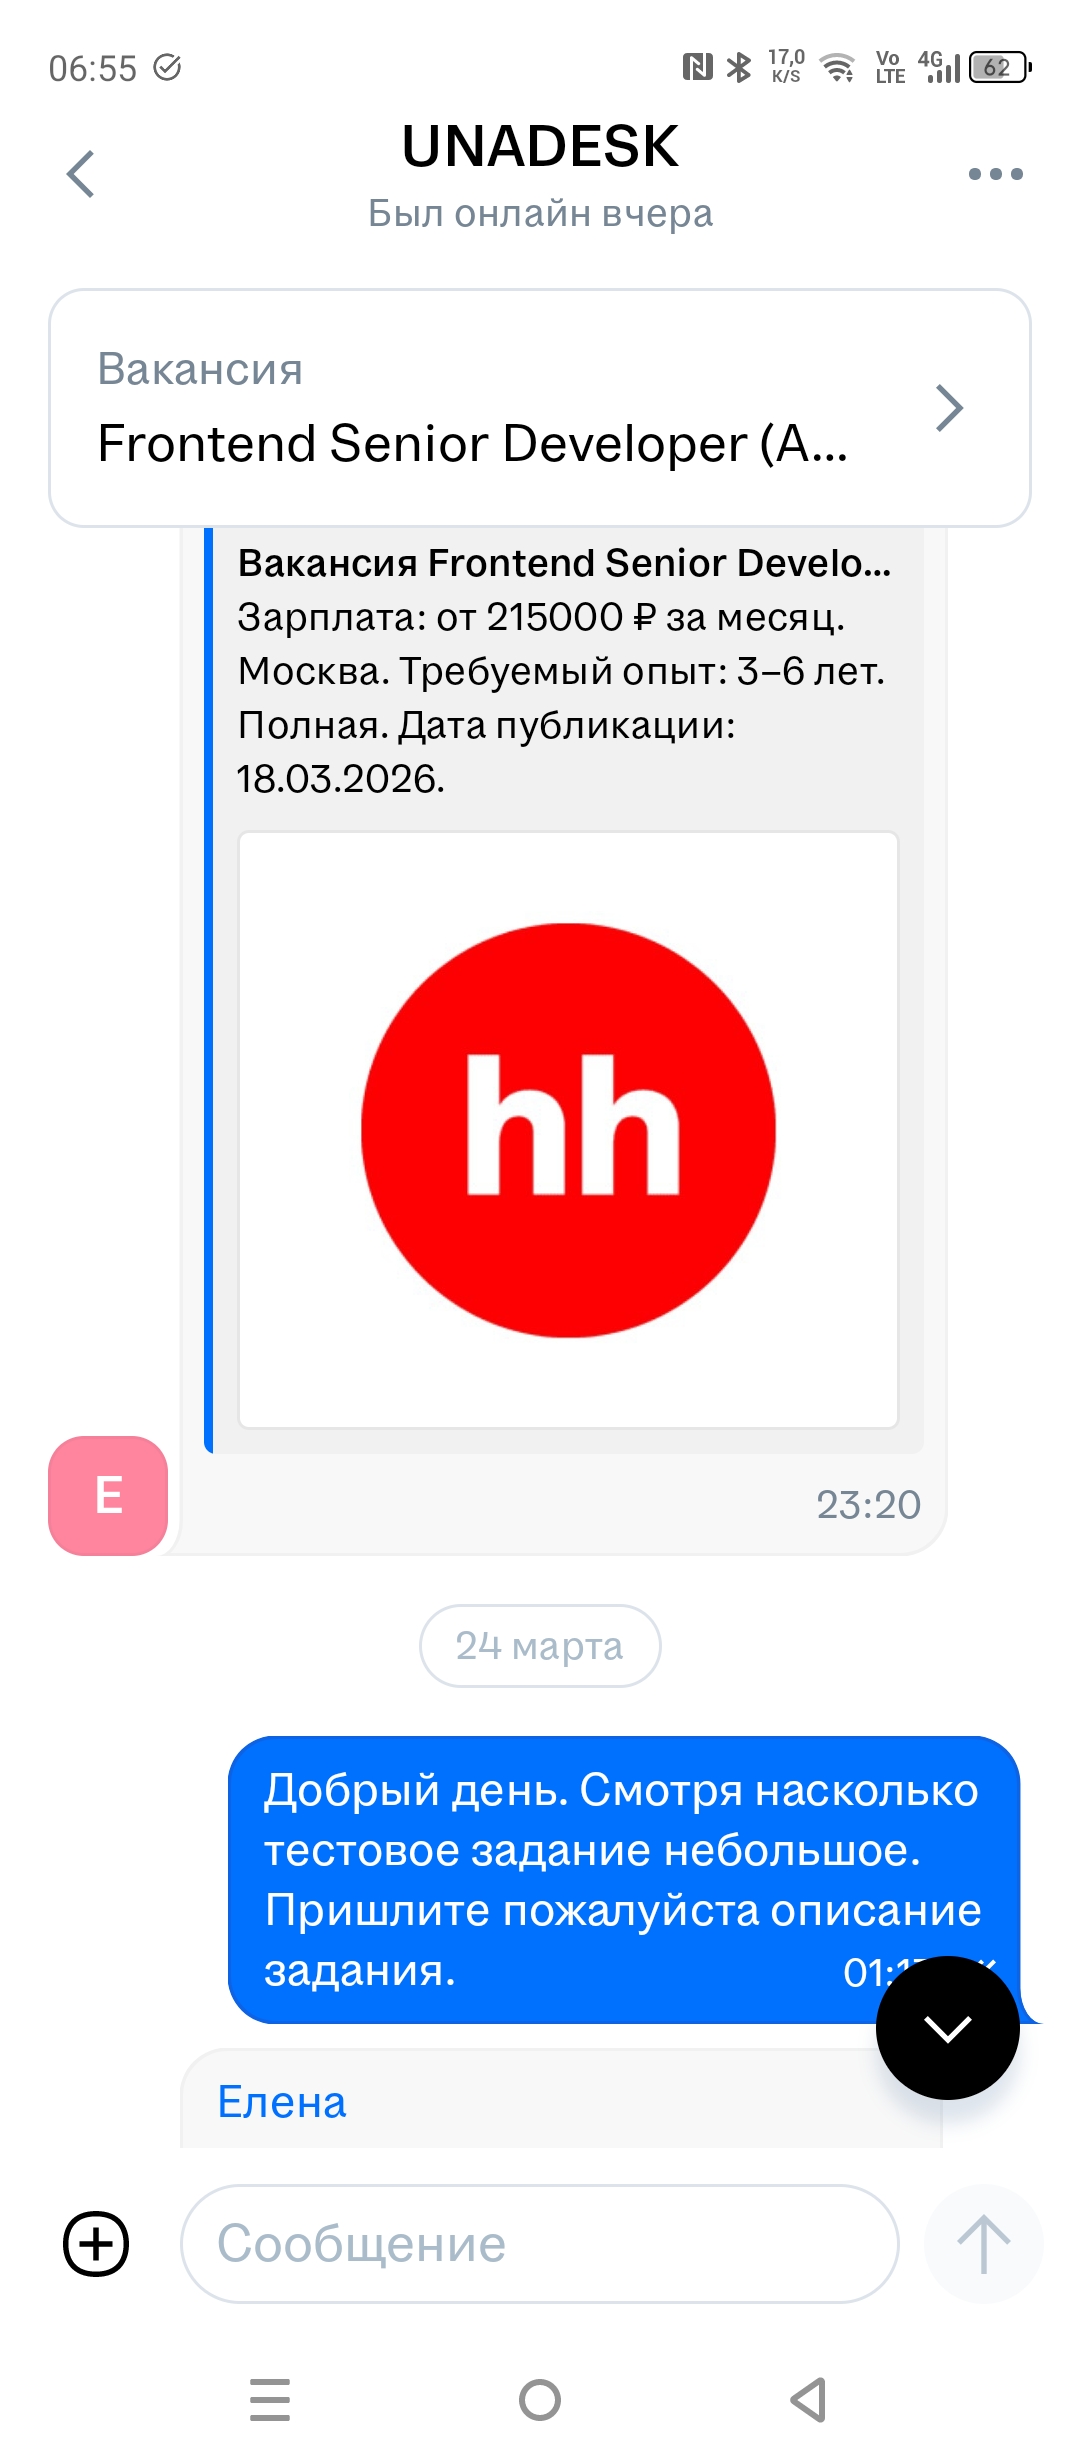 06:55
17,0
K/S
Vo
LTE
4G
62
UNADESK
Был онлайн вчера
Вакансия
Frontend Senior Developer (A...
Вакансия Frontend Senior Develo...
Зарплата: от 215000 ₽ за месяц.
Москва. Требуемый опыт: 3–6 лет.
Полная. Дата публикации:
18.03.2026.
hh
E
23:20
24 марта
Добрый день. Смотря насколько
тестовое задание небольшое.
Пришлите пожалуйста описание
задания.
Елена
Сообщение